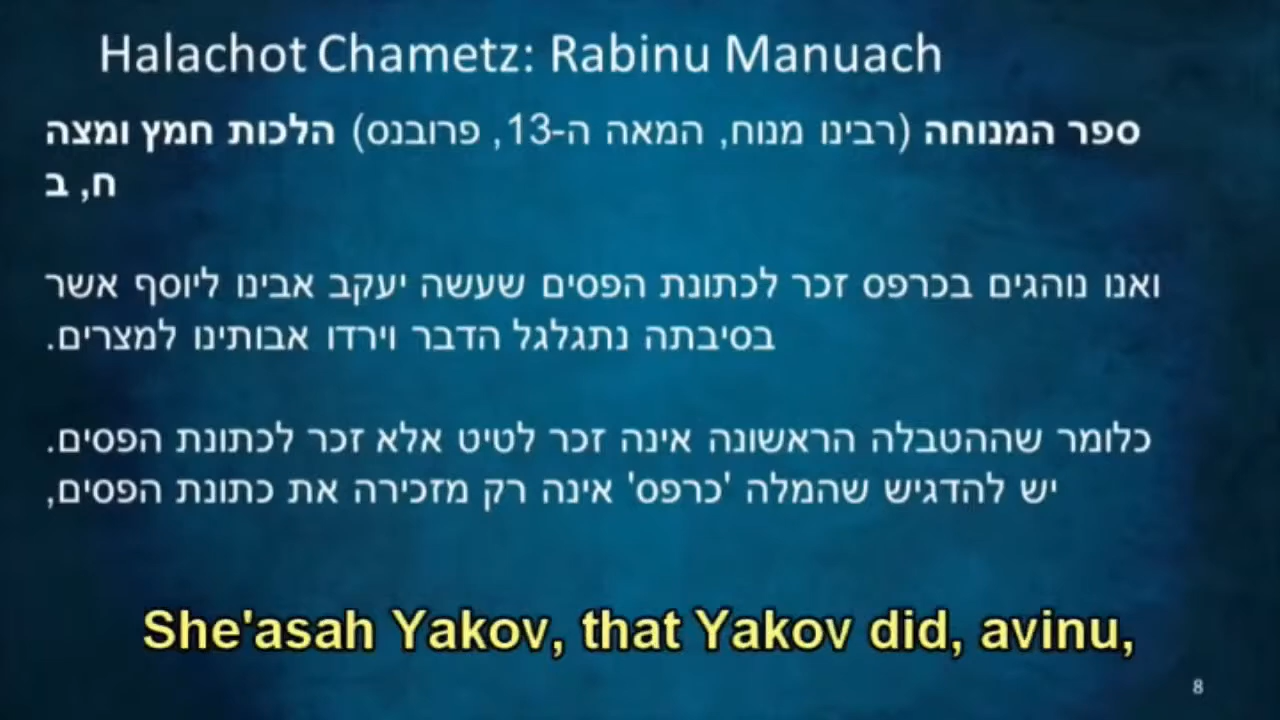 Halachot Chametz: Rabinu Manuach
ספר המנוחה (רבינו מנוח, המאה ה-13, פרובנס) הלכות חמץ ומצה
ח, ב
ואנו נוהגים בכרפס זכר לכתונת הפסים שעשה יעקב אבינו ליוסף אשר
בסיבתה נתגלגל הדבר וירדו אבותינו למצרים.
כלומר שההטבלה הראשונה אינה זכר לטיט אלא זכר לכתונת הפסים.
יש להדגיש שהמלה 'כרפס' אינה רק מזכירה את כתונת הפסים,
She'asah Yakov, that Yakov did, avinu,
8